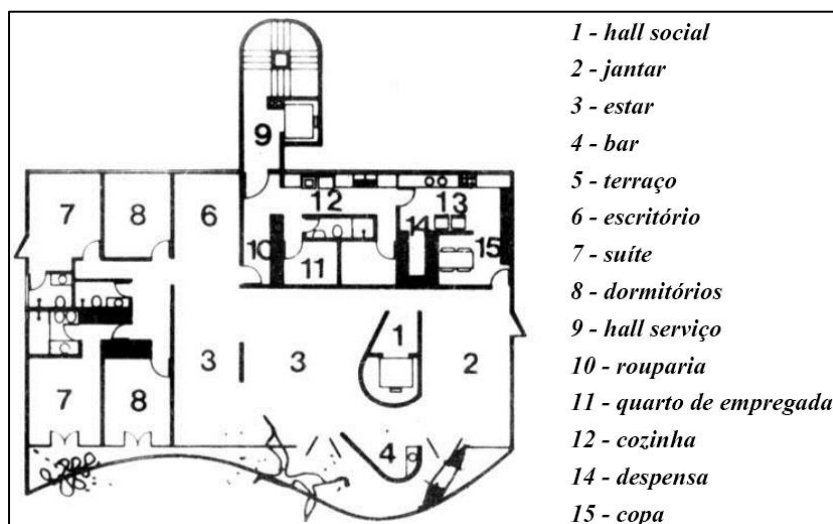 1 - hall social
2 - jantar
3 - estar
4 - bar
5 - terraço
6 - escritório
7 - suíte
8 - dormitórios
9 - hall serviço
10 - rouparia
11 - quarto de empregada
12 - cozinha
14 - despensa
15 - copa
9
7
8
6
12
13
14
10
11
15
1
3
3
2
7
8
4